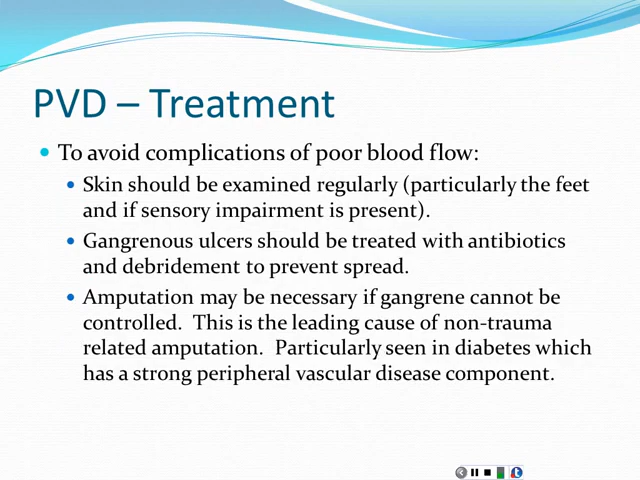 PVD – Treatment
To avoid complications of poor blood flow:
Skin should be examined regularly (particularly the feet
and if sensory impairment is present).
Gangrenous ulcers should be treated with antibiotics
and debridement to prevent spread.
Amputation may be necessary if gangrene cannot be
controlled.  This is the leading cause of non-trauma
related amputation.  Particularly seen in diabetes which
has a strong peripheral vascular disease component.